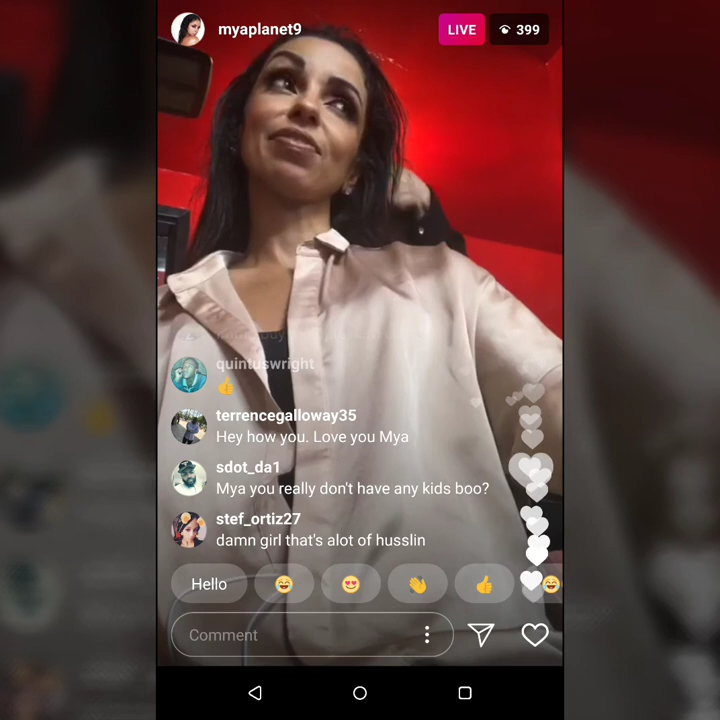 myaplanet9
LIVE
399
quintuswright
terrencegalloway35
Hey how you. Love you Mya
sdot_da1
Mya you really don't have any kids boo?
stef_ortiz27
damn girl that's alot of husslin
Hello
Comment